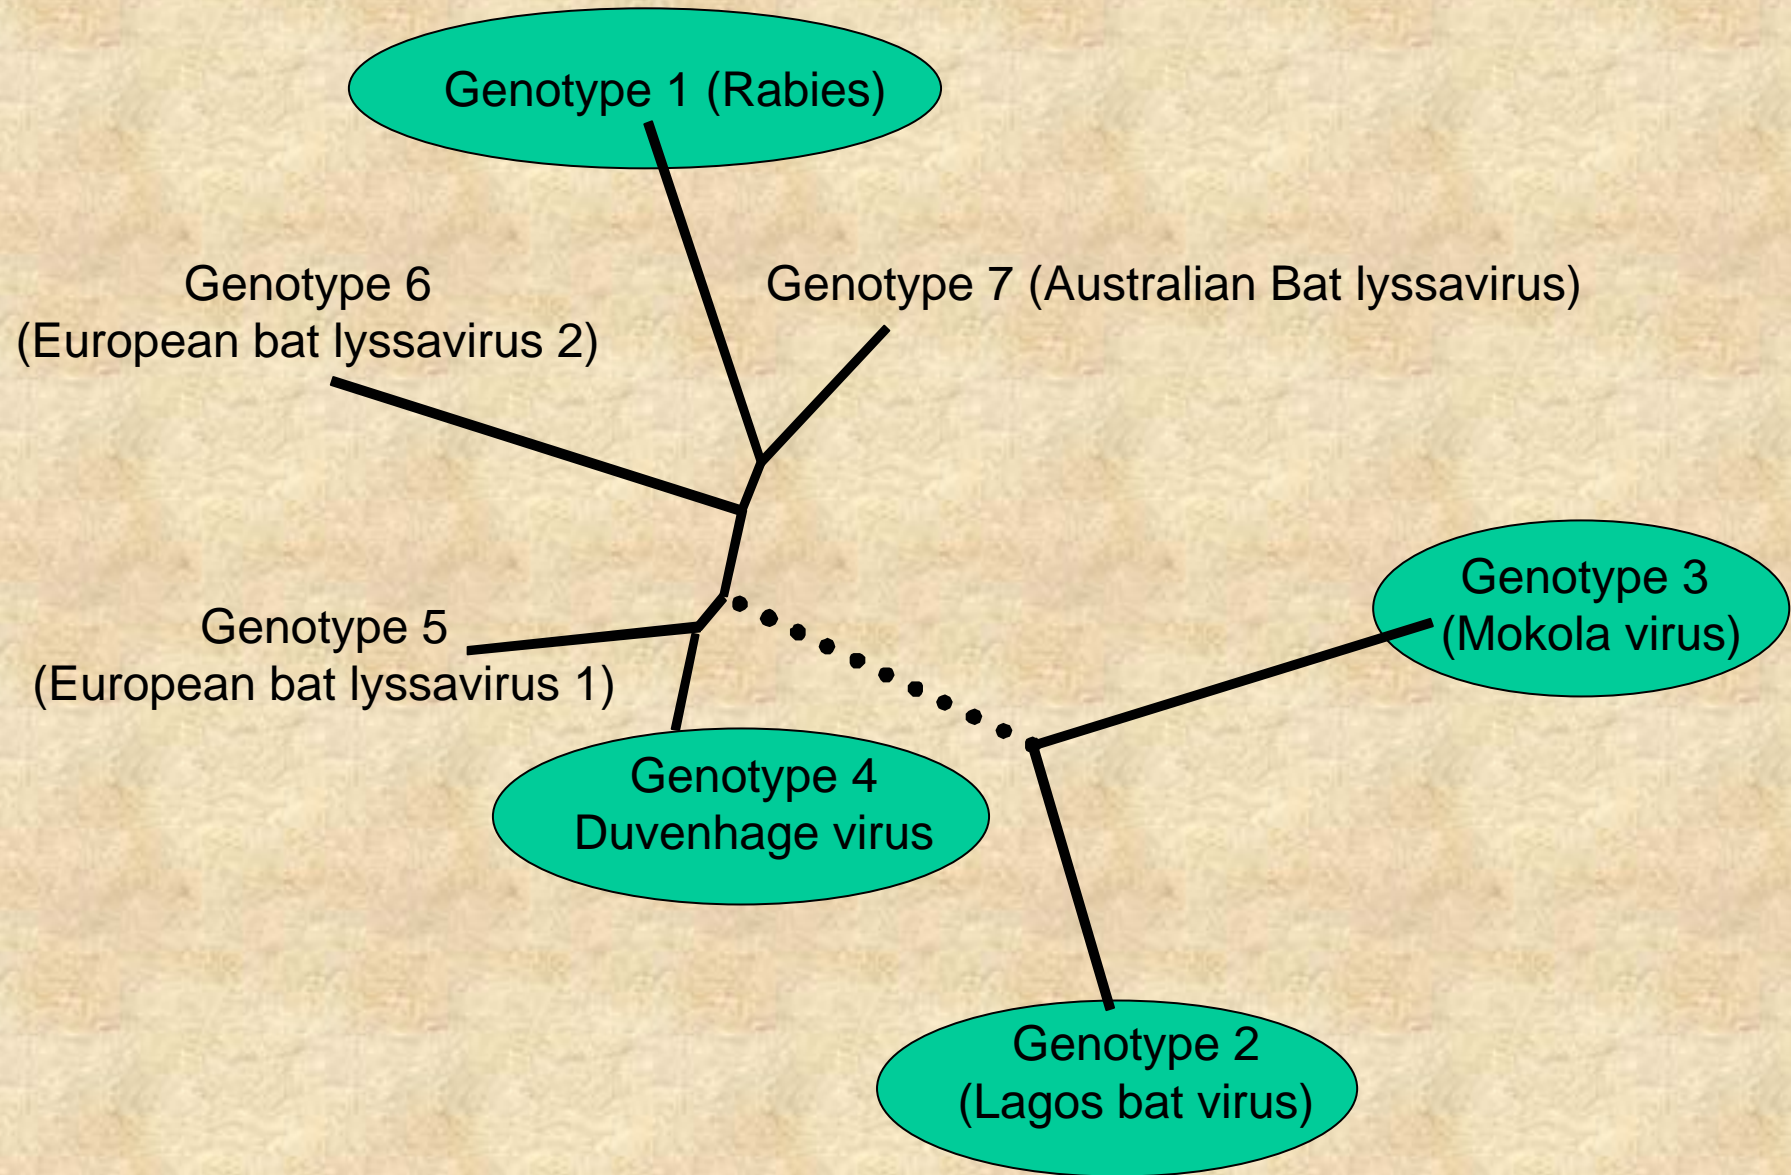 Genotype 1 (Rabies)
Genotype 6
(European bat lyssavirus 2)
Genotype 7 (Australian Bat lyssavirus)
Genotype 3
(Mokola virus)
Genotype 5
(European bat lyssavirus 1)
Genotype 4
Duvenhage virus
Genotype 2
(Lagos bat virus)